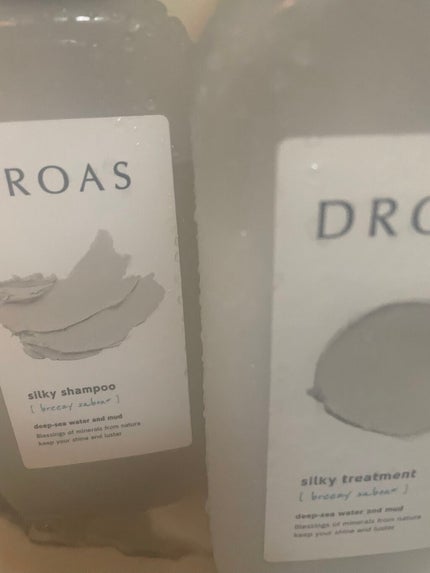 ROAS
silky shampoo
[ breezy savon ]
deep-sea water and mud
Blessings of minerals from nature
keep your shine and luster
DRO
silky treatment
[ breezy savon ]
deep-sea water and mud
Blessings of minerals from nature
keep your shine and luster